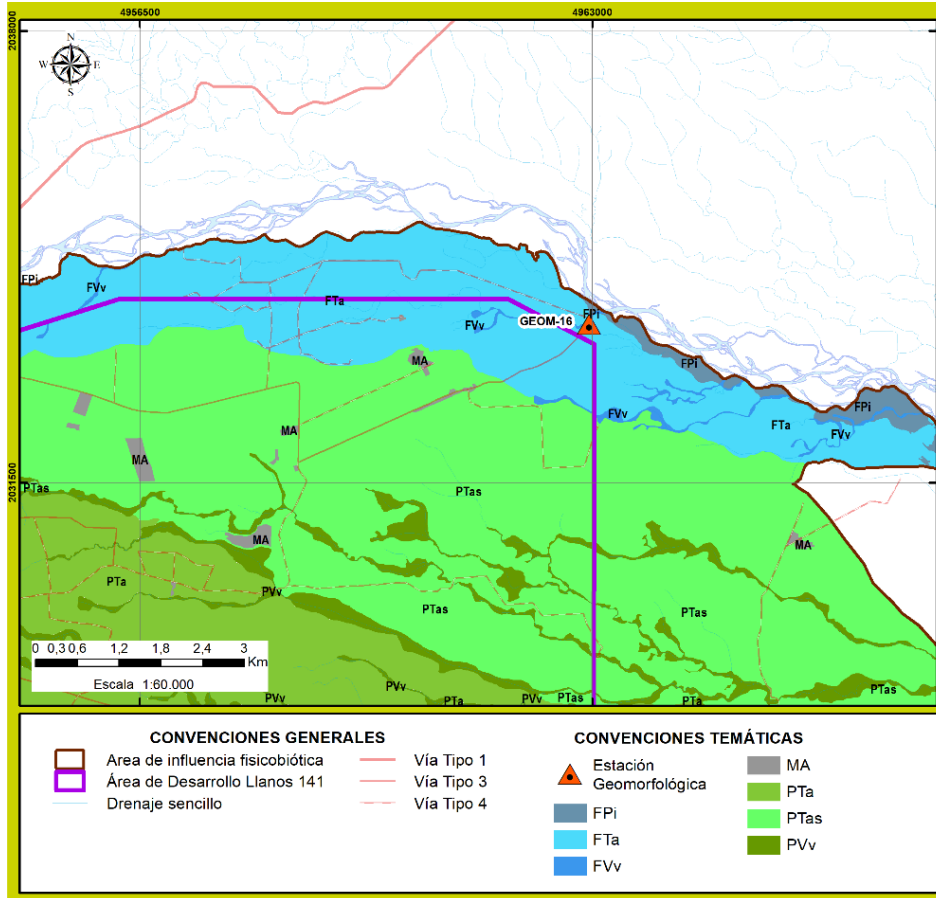 4956500 4963000
2038000
N
W E
S
FPi
FVv
FTa
FPi
GEOM-16
FVv
FPi
MA
FPi
FVv
FTa
FVv
MA
MA
2031500
PTas
PTas
MA
MA
PTa
PVv
PTas
PTas
0 0,3 0,6 1,2 1,8 2,4 3
Km
Escala 1:60.000
PVv
PTa
PVv
PTas
PTa
PTas
CONVENCIONES GENERALES
Area de influencia fisicobiótica
Área de Desarrollo Llanos 141
Drenaje sencillo
Vía Tipo 1
Vía Tipo 3
Vía Tipo 4
CONVENCIONES TEMÁTICAS
Estación
Geomorfológica
FPi
FTa
FVv
MA
PTa
PTas
PVv